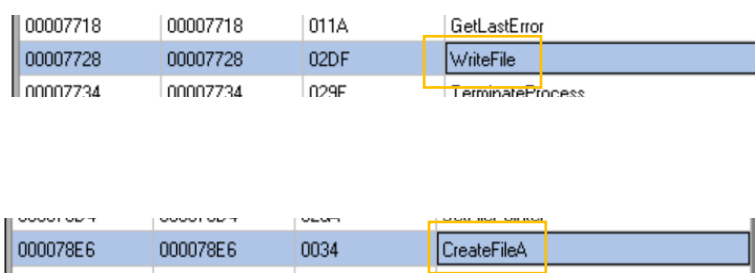 00007718 00007718 011A GetLastError
00007728 00007728 02DF WriteFile
00007734 00007734 029E TerminateProcess
000078E6 000078E6 0034 CreateFileA